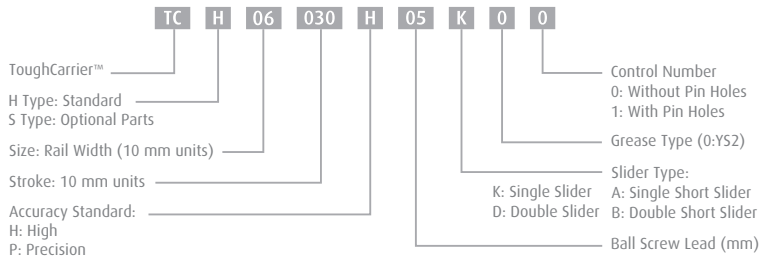 TC H 06 030 H 05 K 0 0
ToughCarrier™
H Type: Standard
S Type: Optional Parts
Size: Rail Width (10 mm units)
Stroke: 10 mm units
Accuracy Standard:
H: High
P: Precision
Control Number
0: Without Pin Holes
1: With Pin Holes
Grease Type (0:YS2)
Slider Type:
K: Single Slider A: Single Short Slider
D: Double Slider B: Double Short Slider
Ball Screw Lead (mm)